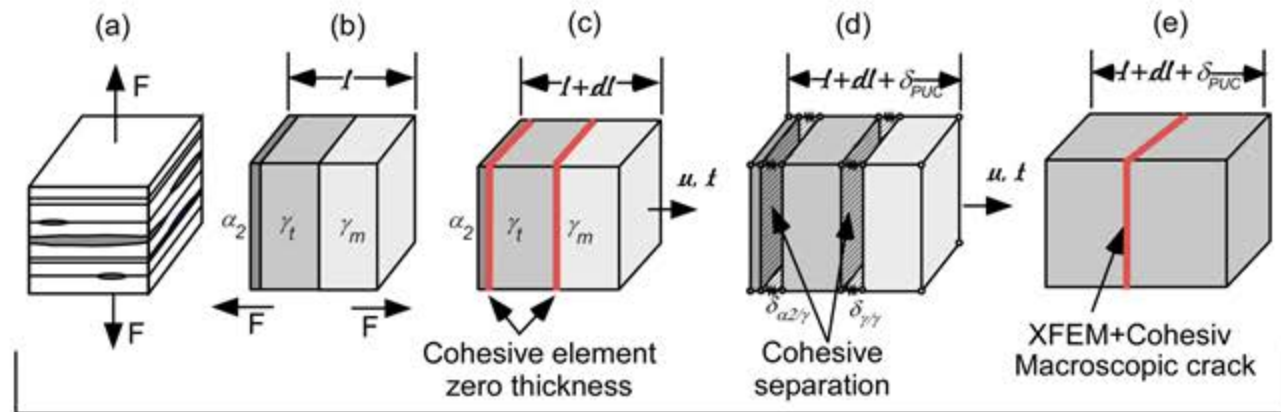 (a) (b) (c) (d) (e)
F
l
l+dl
l+dl+δPUC
l+dl+δPUC
u, t
u, t
α2 γt γm
α2 γt γm
F
F F
δα2/γ δγ/γ
Cohesive element
zero thickness
Cohesive
separation
XFEM+Cohesiv
Macroscopic crack